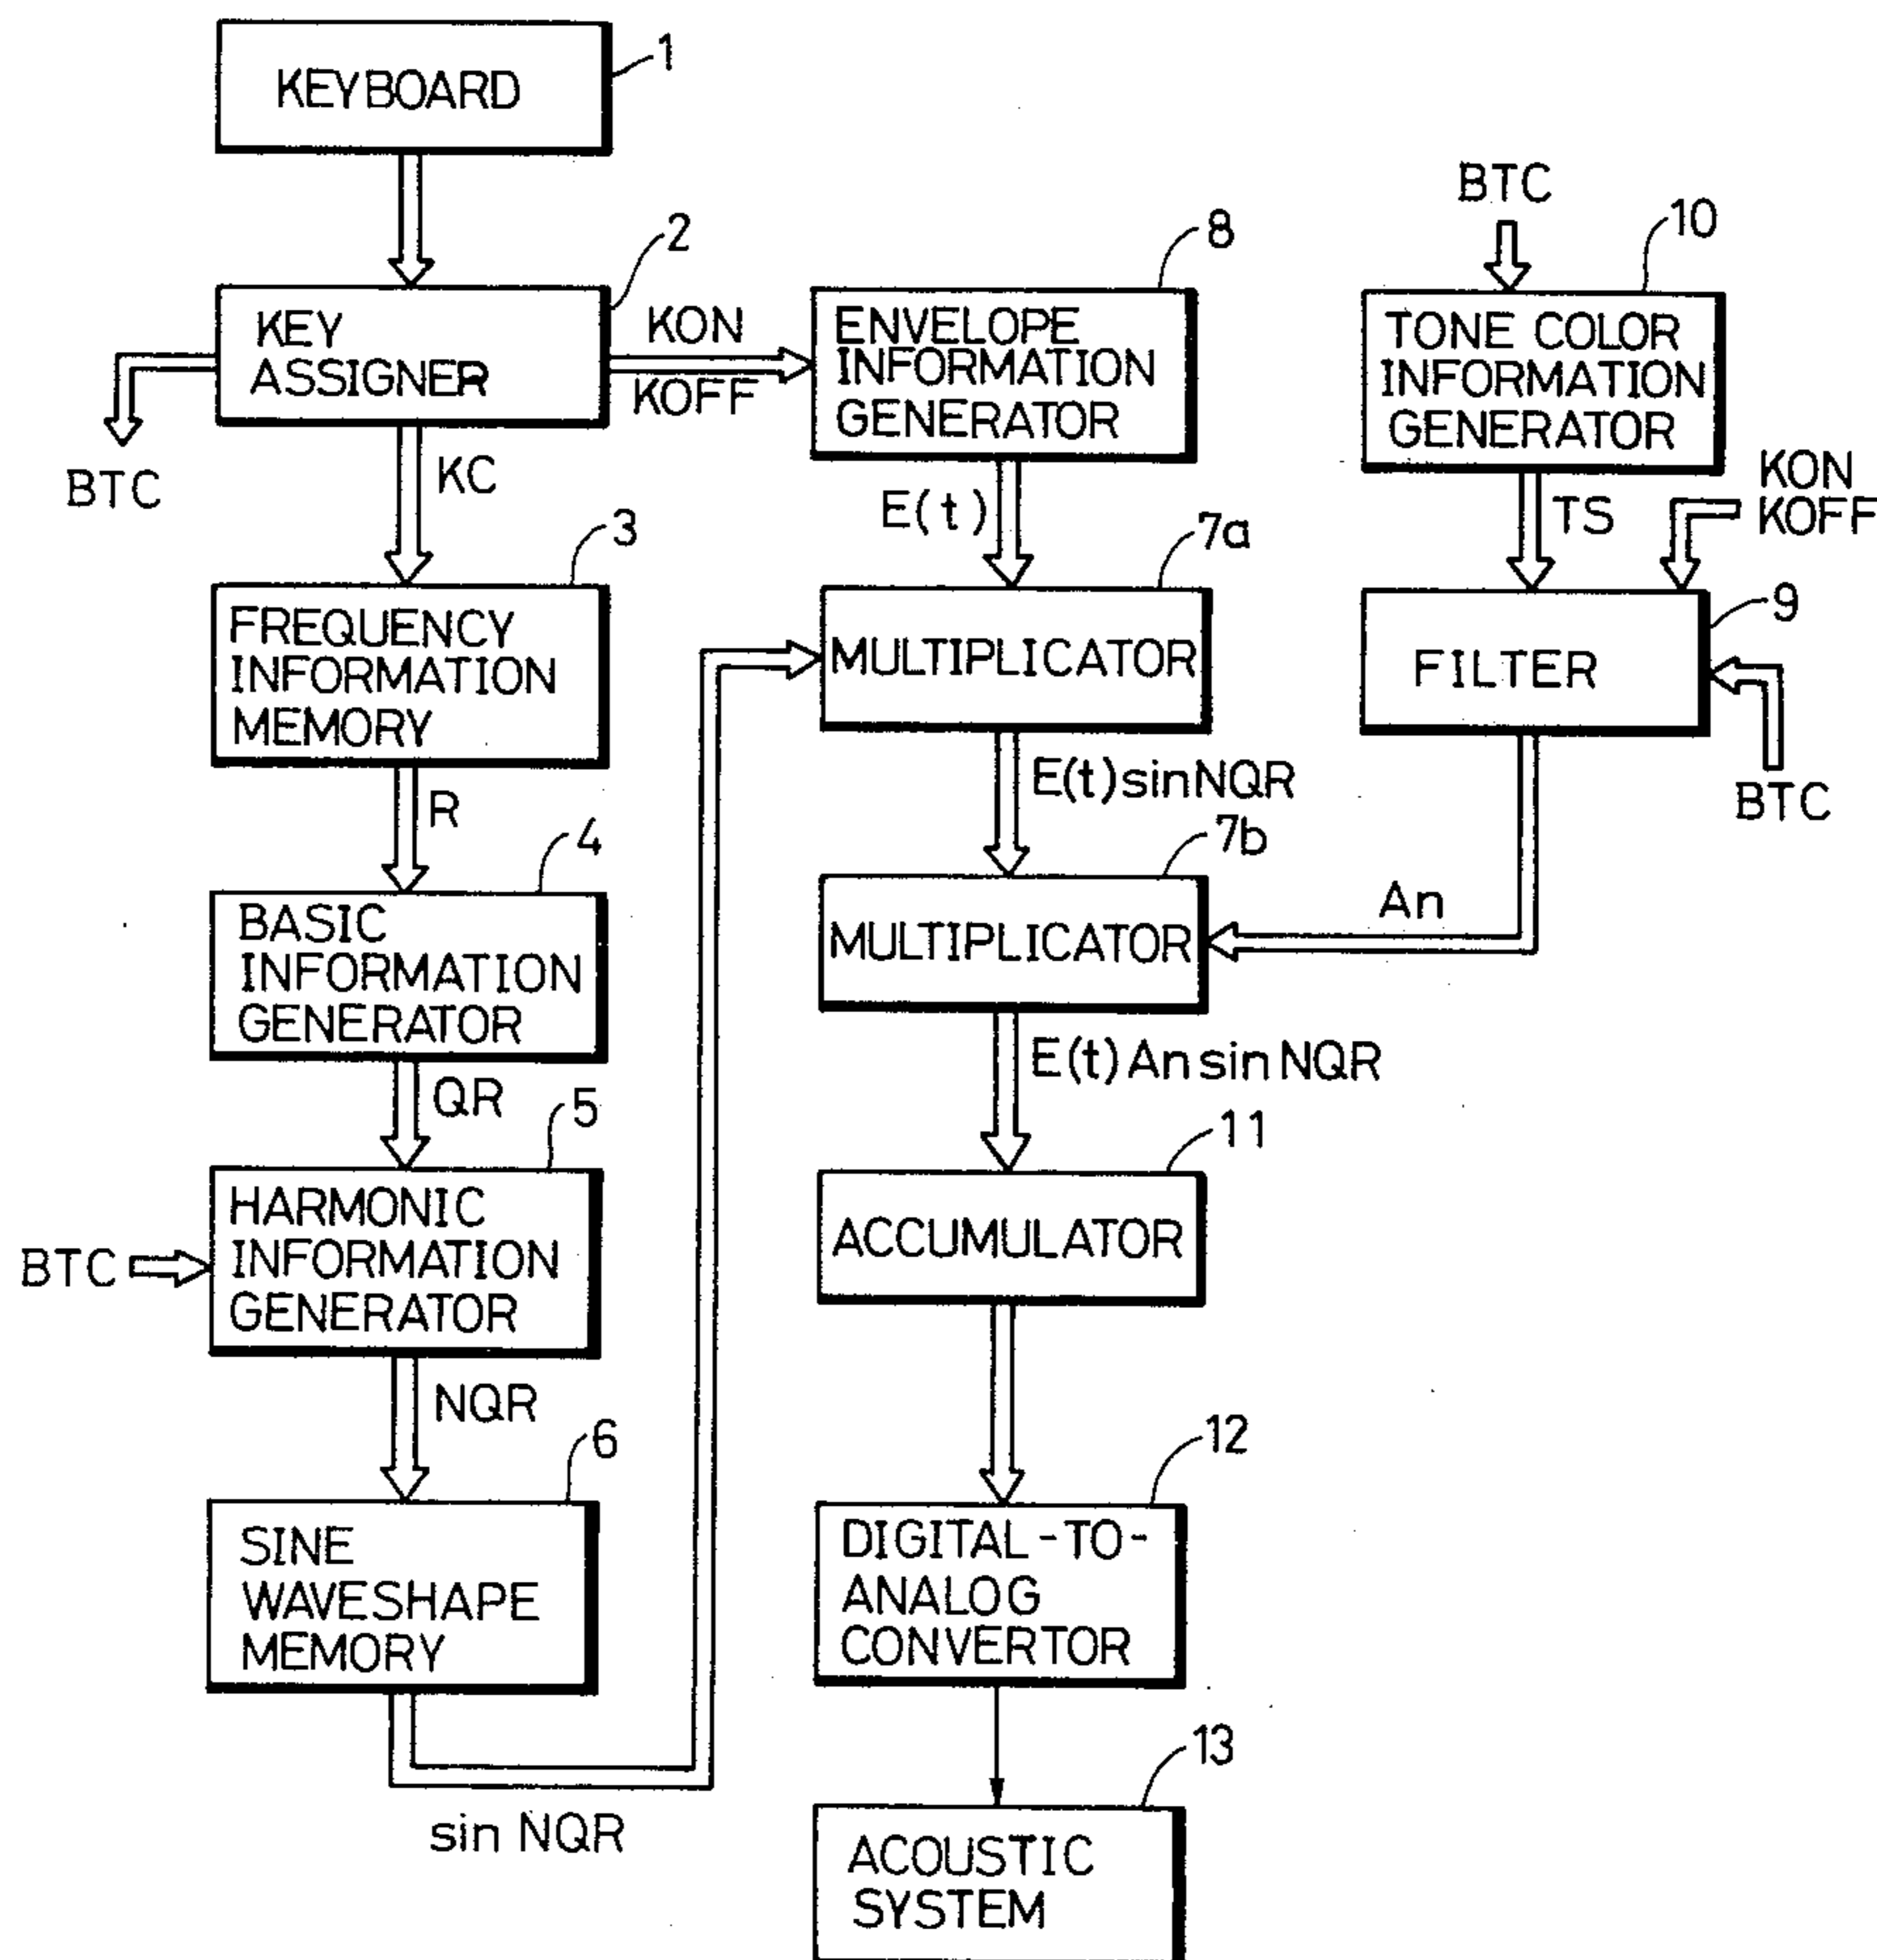 KEYBOARD
1
KEY
ASSIGNER
2
KON
KOFF
BTC
KC
FREQUENCY
INFORMATION
MEMORY
3
R
BASIC
INFORMATION
GENERATOR
4
QR
BTC
HARMONIC
INFORMATION
GENERATOR
5
NQR
SINE
WAVESHAPE
MEMORY
6
sin NQR
ENVELOPE
INFORMATION
GENERATOR
8
E(t)
MULTIPLICATOR
7a
E(t) sin NQR
MULTIPLICATOR
7b
E(t) An sin NQR
ACCUMULATOR
11
DIGITAL-TO-
ANALOG
CONVERTOR
12
ACOUSTIC
SYSTEM
13
BTC
TONE COLOR
INFORMATION
GENERATOR
10
TS
KON
KOFF
FILTER
9
BTC
An